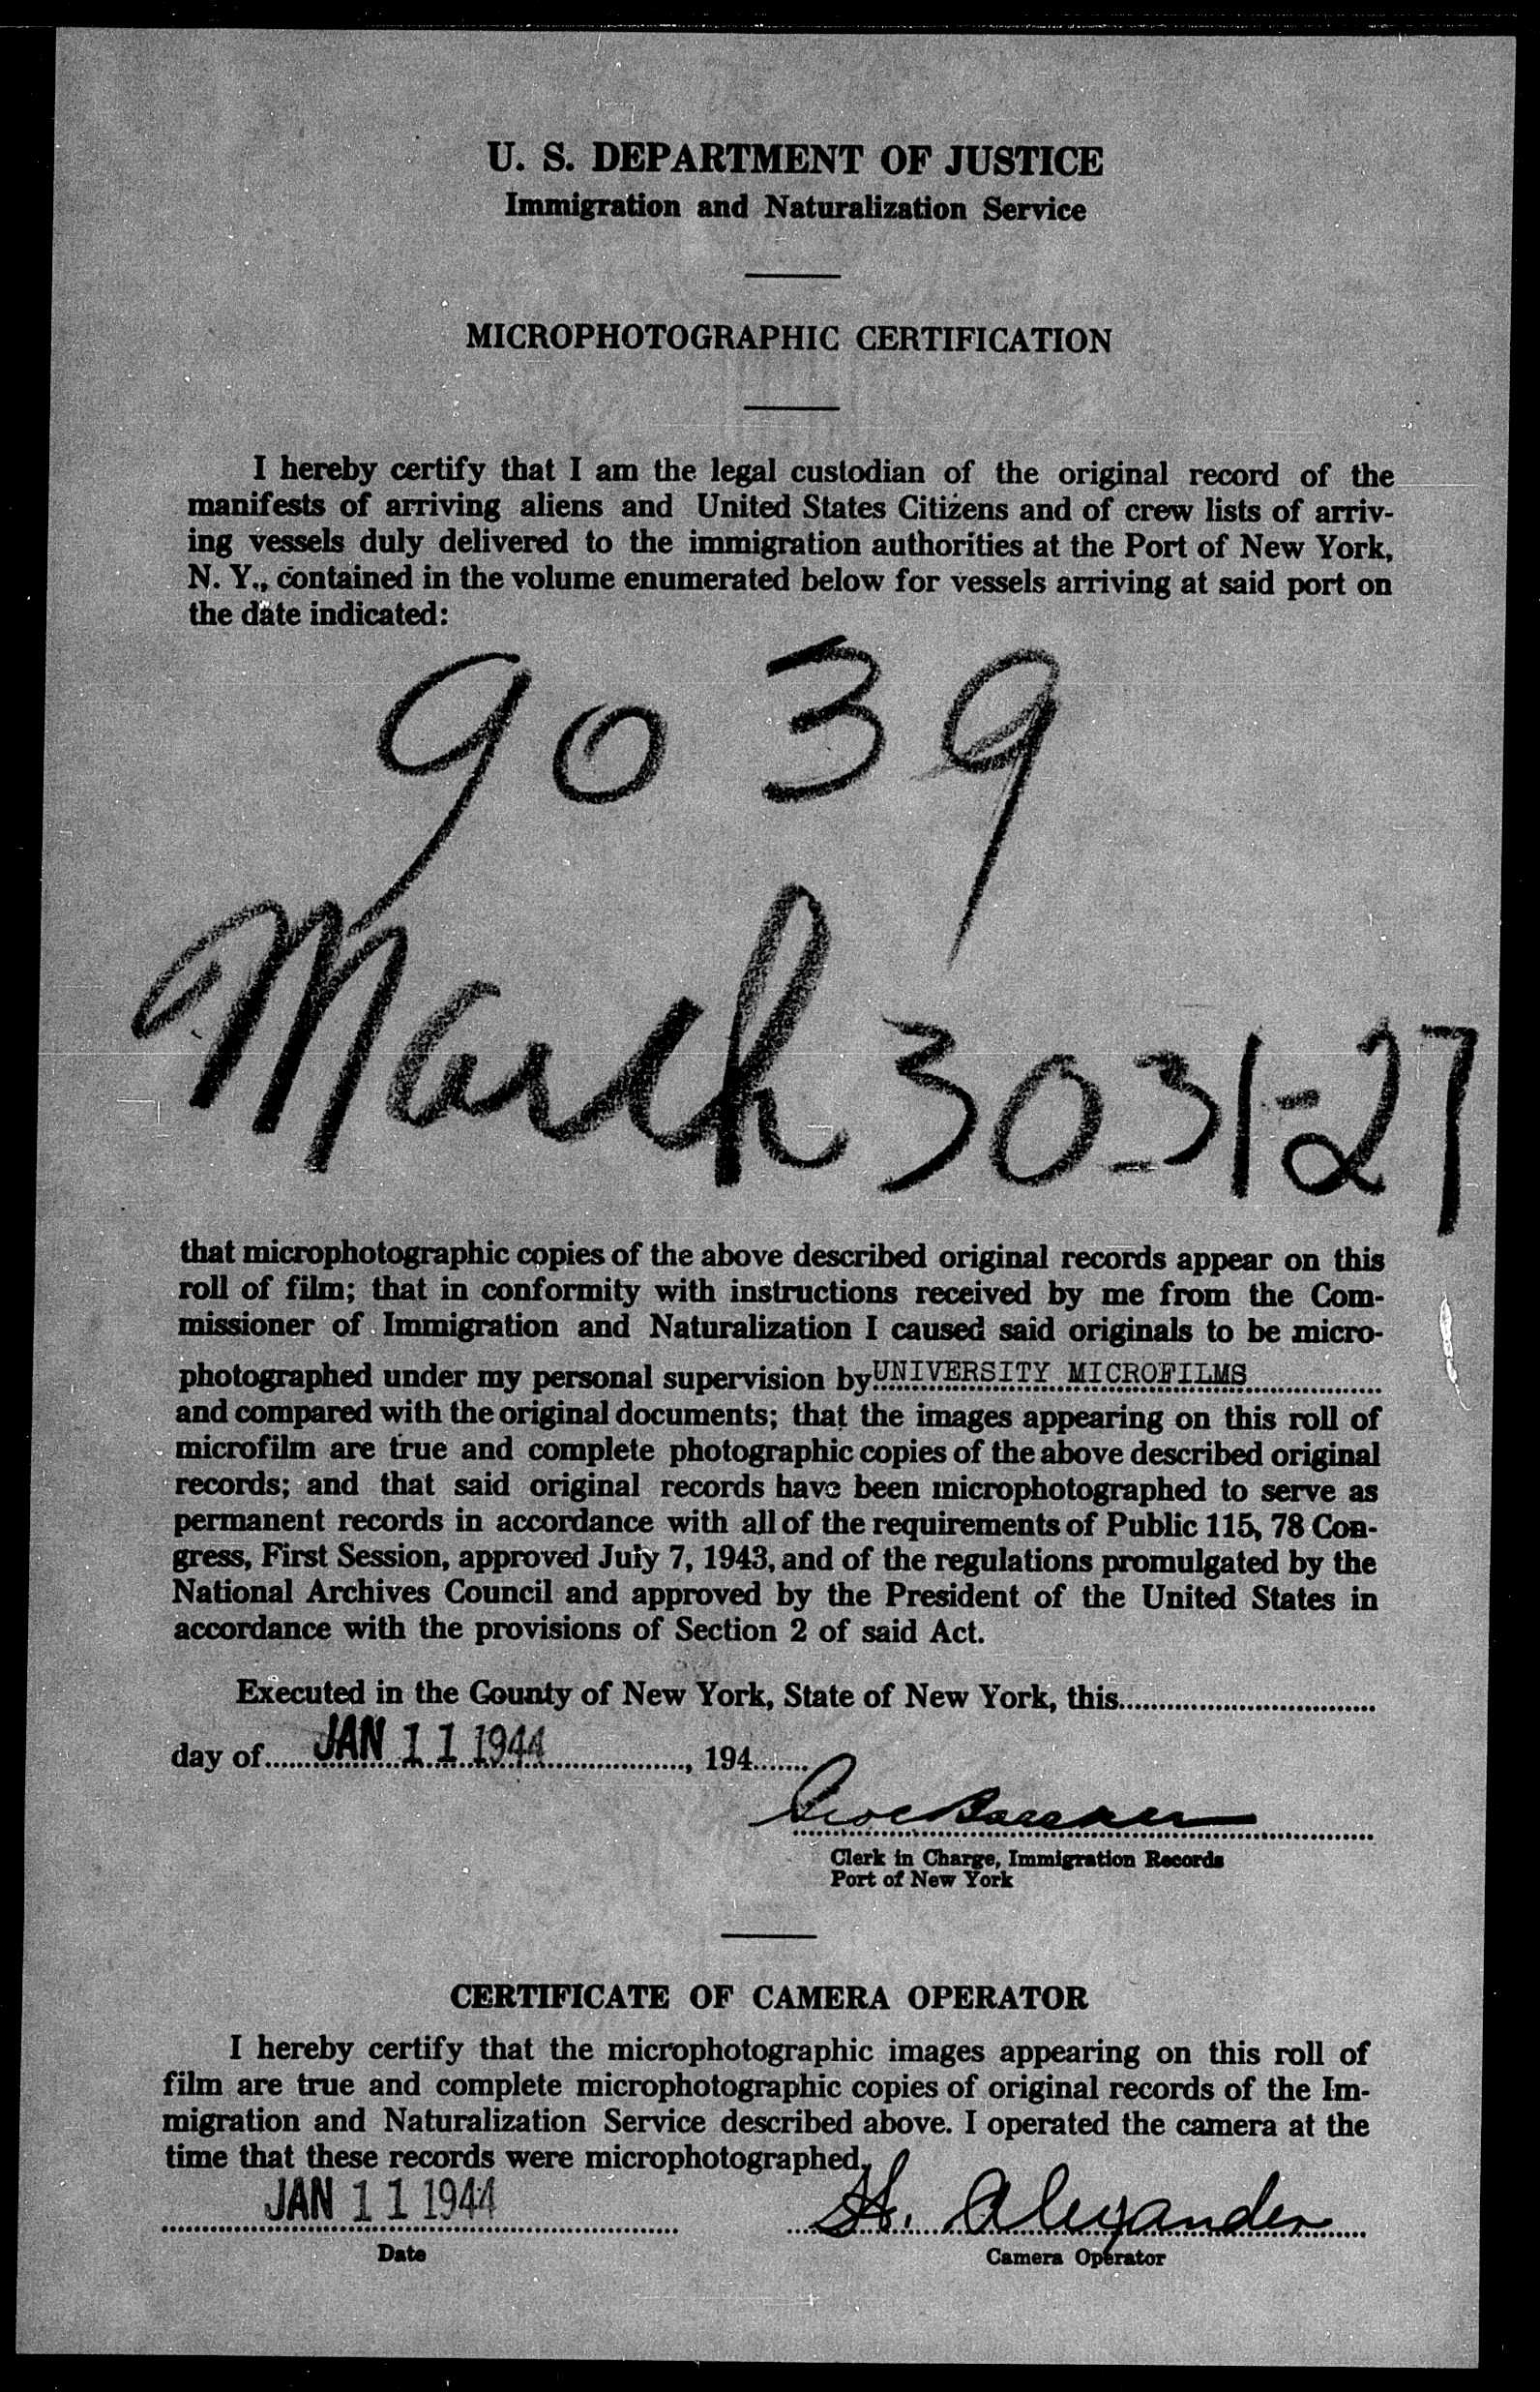 U. S. DEPARTMENT OF JUSTICE
Immigration and Naturalization Service
MICROPHOTOGRAPHIC CERTIFICATION
I hereby certify that I am the legal custodian of the original record of the
manifests of arriving aliens and United States Citizens and of crew lists of arriv-
ing vessels duly delivered to the immigration authorities at the Port of New York,
N. Y., contained in the volume enumerated below for vessels arriving at said port on
the date indicated:
9039
March 30-31-27
that microphotographic copies of the above described original records appear on this
roll of film; that in conformity with instructions received by me from the Com-
missioner of Immigration and Naturalization I caused said originals to be micro-
photographed under my personal supervision by UNIVERSITY MICROFILMS
and compared with the original documents; that the images appearing on this roll of
microfilm are true and complete photographic copies of the above described original
records; and that said original records have been microphotographed to serve as
permanent records in accordance with all of the requirements of Public 115, 78 Con-
gress, First Session, approved July 7, 1943, and of the regulations promulgated by the
National Archives Council and approved by the President of the United States in
accordance with the provisions of Section 2 of said Act.
Executed in the County of New York, State of New York, this
day of JAN 11 1944, 194
Clerk in Charge, Immigration Records
Port of New York
CERTIFICATE OF CAMERA OPERATOR
I hereby certify that the microphotographic images appearing on this roll of
film are true and complete microphotographic copies of original records of the Im-
migration and Naturalization Service described above. I operated the camera at the
time that these records were microphotographed.
JAN 11 1944 H. Alexander
Date Camera Operator